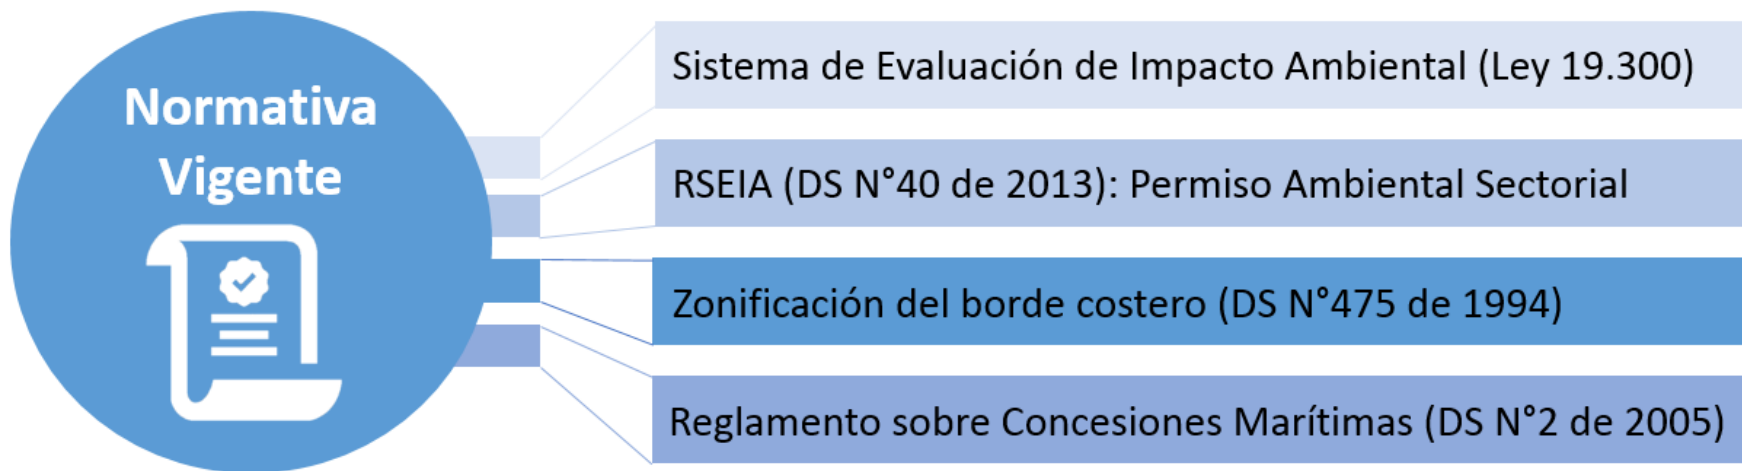 Normativa
Vigente
Sistema de Evaluación de Impacto Ambiental (Ley 19.300)
RSEIA (DS N°40 de 2013): Permiso Ambiental Sectorial
Zonificación del borde costero (DS N°475 de 1994)
Reglamento sobre Concesiones Marítimas (DS N°2 de 2005)